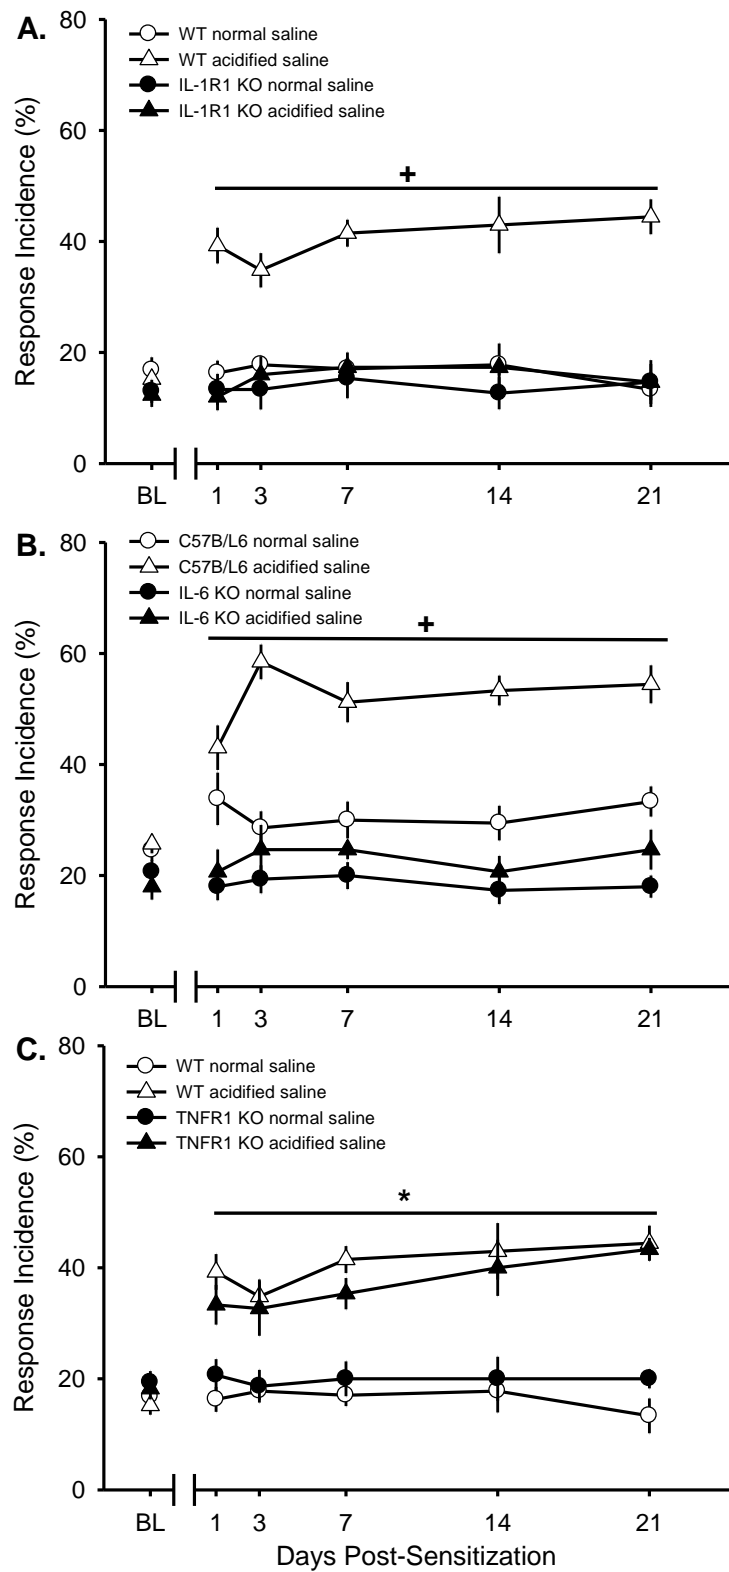 A.
WT normal saline
WT acidified saline
IL-1R1 KO normal saline
IL-1R1 KO acidified saline
Response Incidence (%)
80
60
40
20
0
+
BL 1 3 7 14 21
B.
C57B/L6 normal saline
C57B/L6 acidified saline
IL-6 KO normal saline
IL-6 KO acidified saline
Response Incidence (%)
80
60
40
20
0
+
BL 1 3 7 14 21
C.
WT normal saline
WT acidified saline
TNFR1 KO normal saline
TNFR1 KO acidified saline
Response Incidence (%)
80
60
40
20
0
*
BL 1 3 7 14 21
Days Post-Sensitization